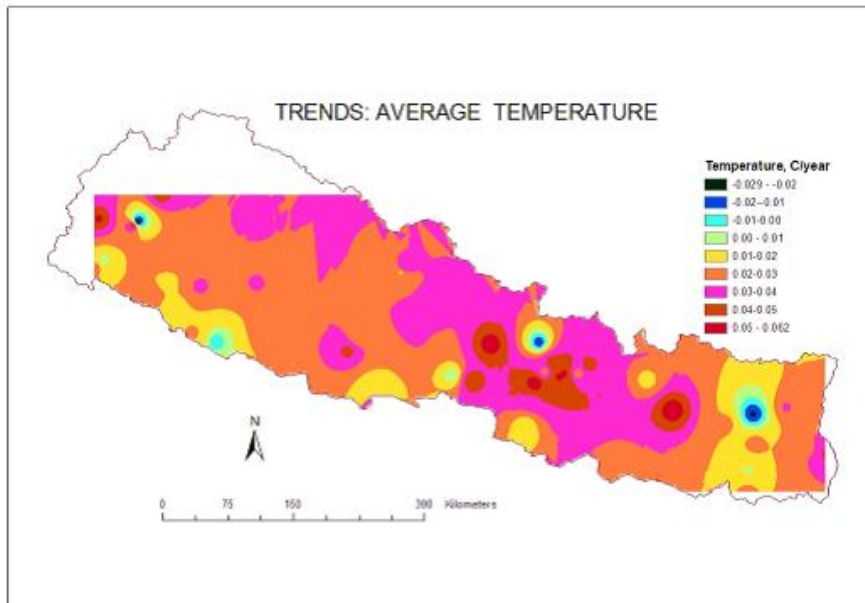 TRENDS: AVERAGE TEMPERATURE
Temperature, C/year
-0.029 - -0.02
-0.02--0.01
-0.01-0.00
0.00 - 0.01
0.01-0.02
0.02-0.03
0.03-0.04
0.04-0.05
0.05 - 0.062
N
0 75 150 300 Kilometers